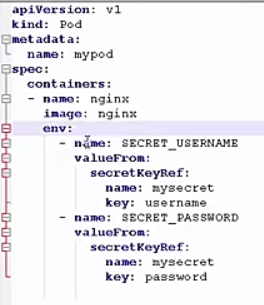 apiVersion: v1
kind: Pod
metadata:
  name: mypod
spec:
  containers:
  - name: nginx
    image: nginx
    env:
      - name: SECRET_USERNAME
        valueFrom:
          secretKeyRef:
            name: mysecret
            key: username
      - name: SECRET_PASSWORD
        valueFrom:
          secretKeyRef:
            name: mysecret
            key: password